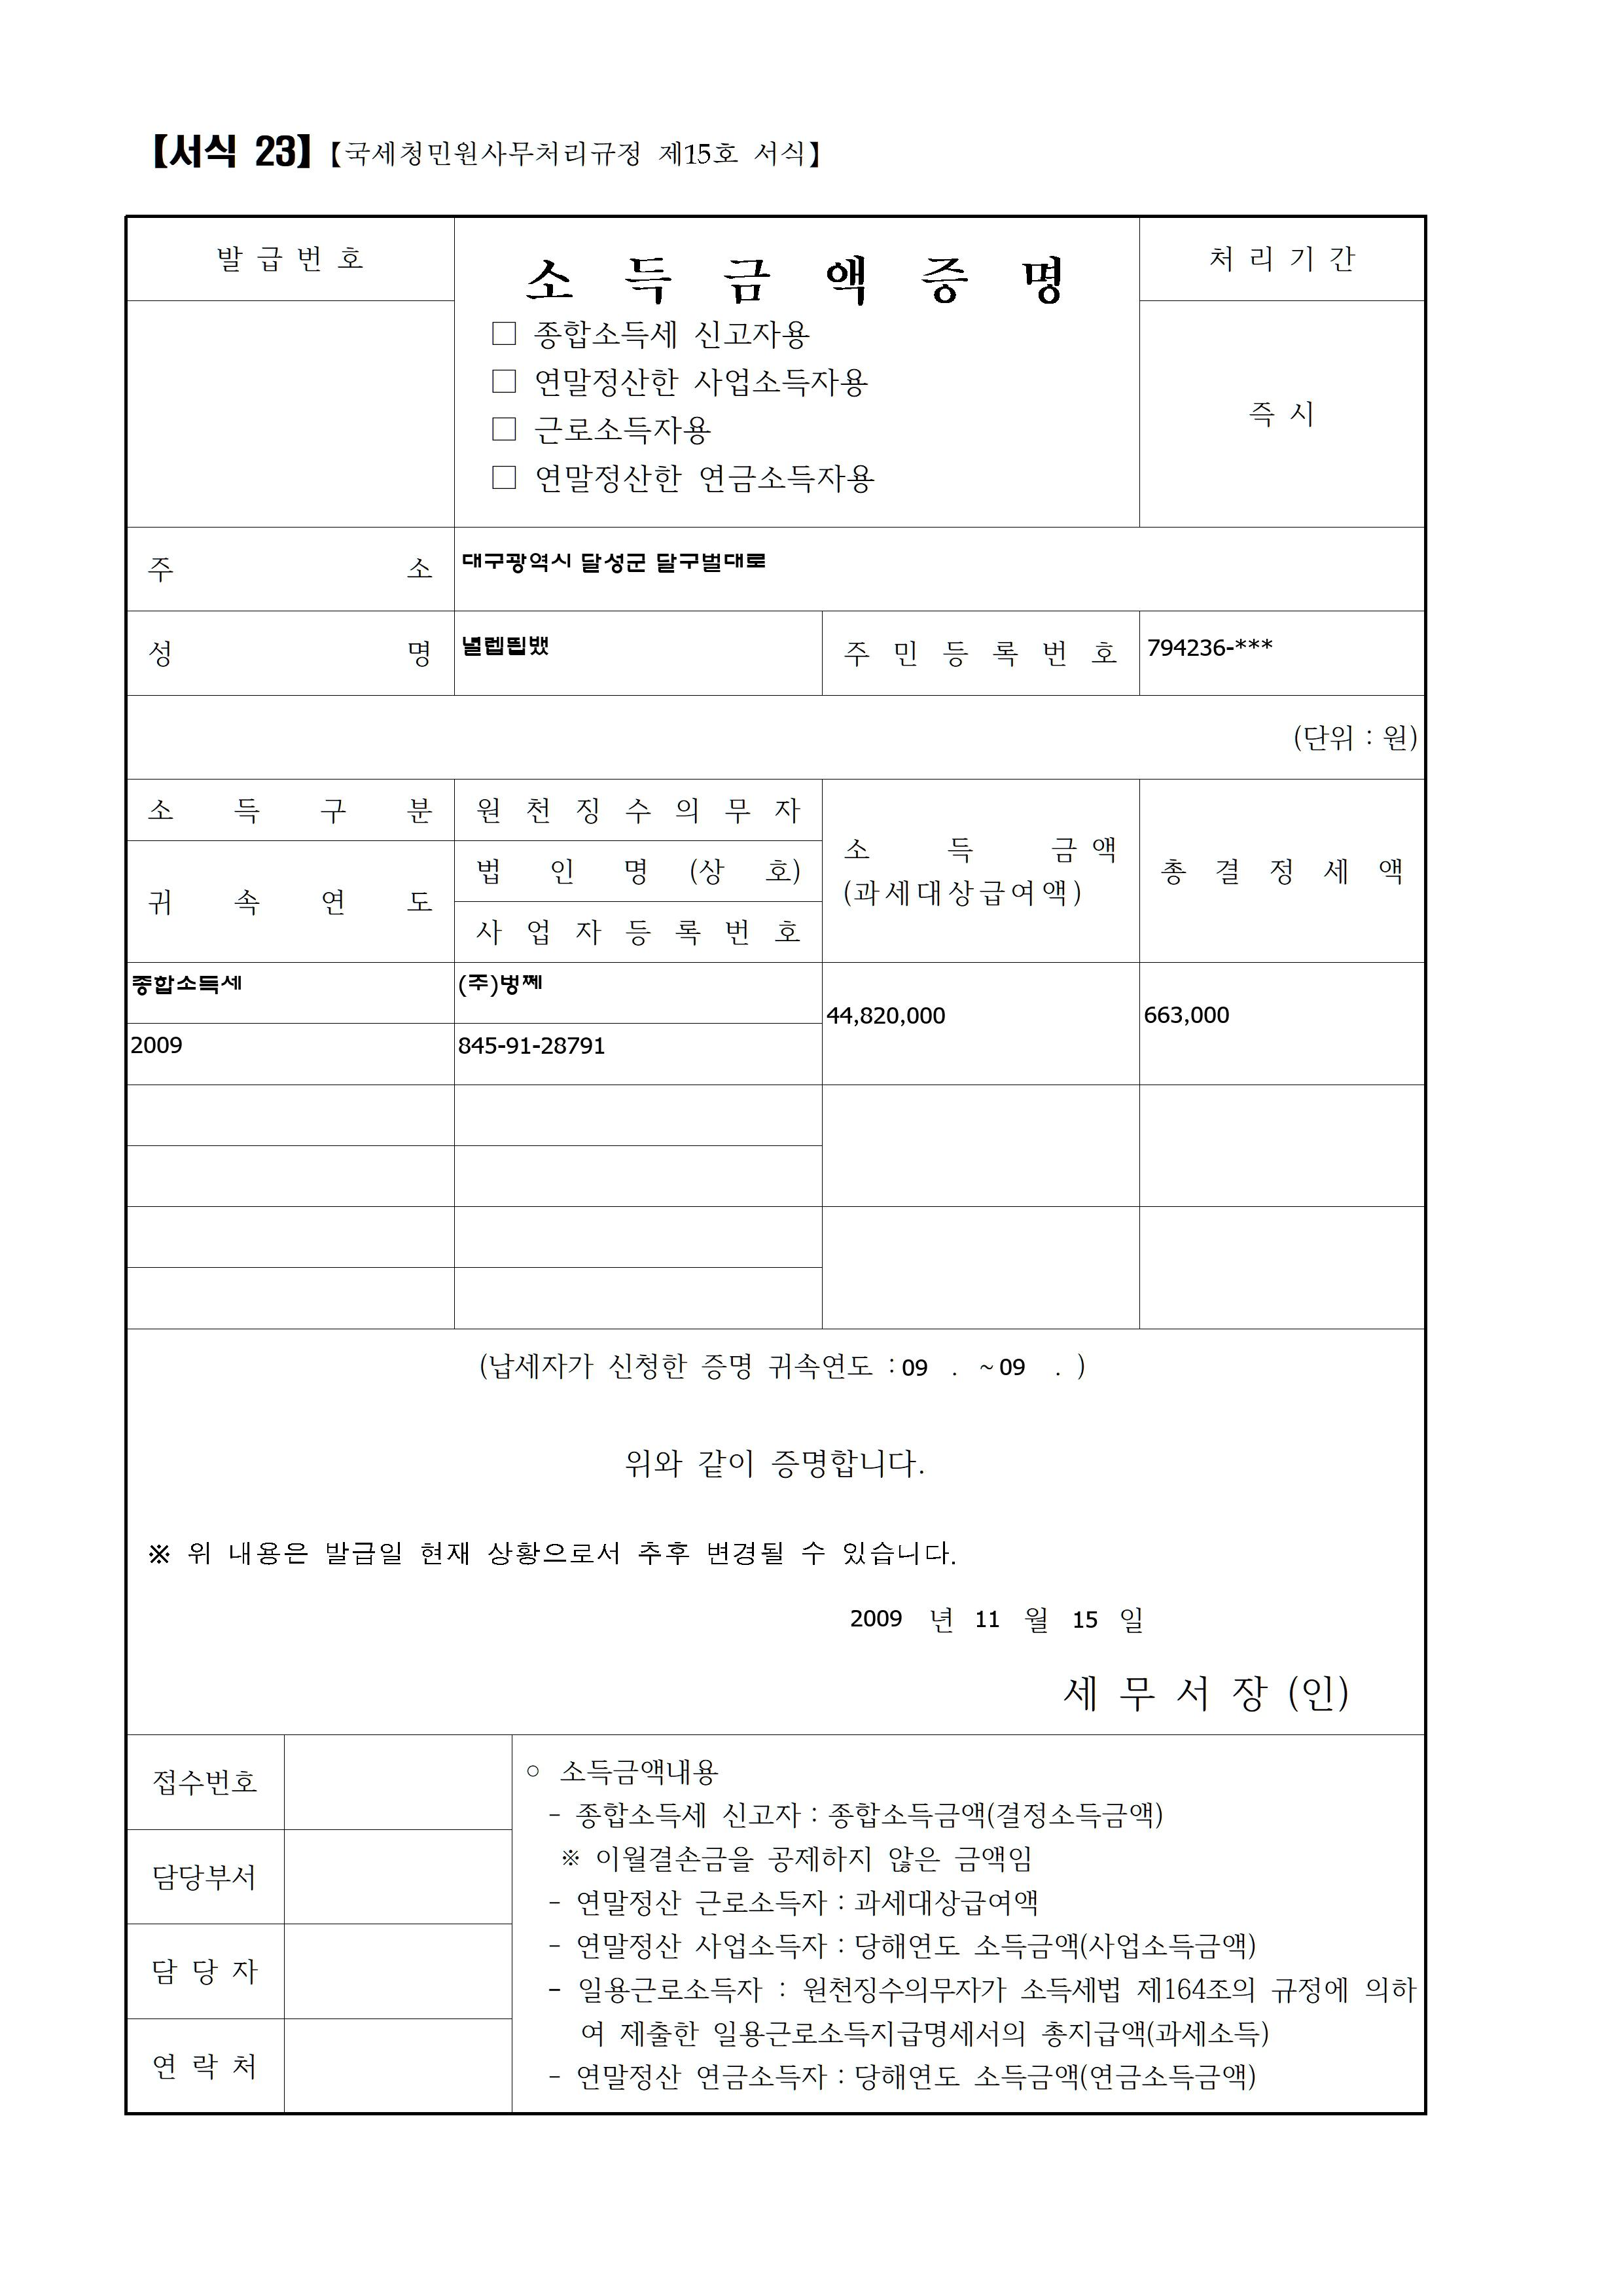 【서식 23】【국세청민원사무처리규정 제15호 서식】
발 급 번 호
소 득 금 액 증 명
처 리 기 간
□ 종합소득세 신고자용
□ 연말정산한 사업소득자용
□ 근로소득자용
□ 연말정산한 연금소득자용
즉 시
주 소 대구광역시 달성군 달구벌대로
성 명 널렙띕뱄 주 민 등 록 번 호 794236-***
(단위 : 원)
소 득 구 분 원 천 징 수 의 무 자
귀 속 연 도 법 인 명 (상 호)
사 업 자 등 록 번 호
소 득 금 액
(과세대상급여액)
총 결 정 세 액
종합소득세 (주)벙쩨
44,820,000 663,000
2009 845-91-28791
(납세자가 신청한 증명 귀속연도 : 09 . ~ 09 . )
위와 같이 증명합니다.
※ 위 내용은 발급일 현재 상황으로서 추후 변경될 수 있습니다.
2009 년 11 월 15 일
세 무 서 장 (인)
접수번호
담당부서
담 당 자
연 락 처
○ 소득금액내용
- 종합소득세 신고자 : 종합소득금액(결정소득금액)
※ 이월결손금을 공제하지 않은 금액임
- 연말정산 근로소득자 : 과세대상급여액
- 연말정산 사업소득자 : 당해연도 소득금액(사업소득금액)
- 일용근로소득자 : 원천징수의무자가 소득세법 제164조의 규정에 의하
여 제출한 일용근로소득지급명세서의 총지급액(과세소득)
- 연말정산 연금소득자 : 당해연도 소득금액(연금소득금액)